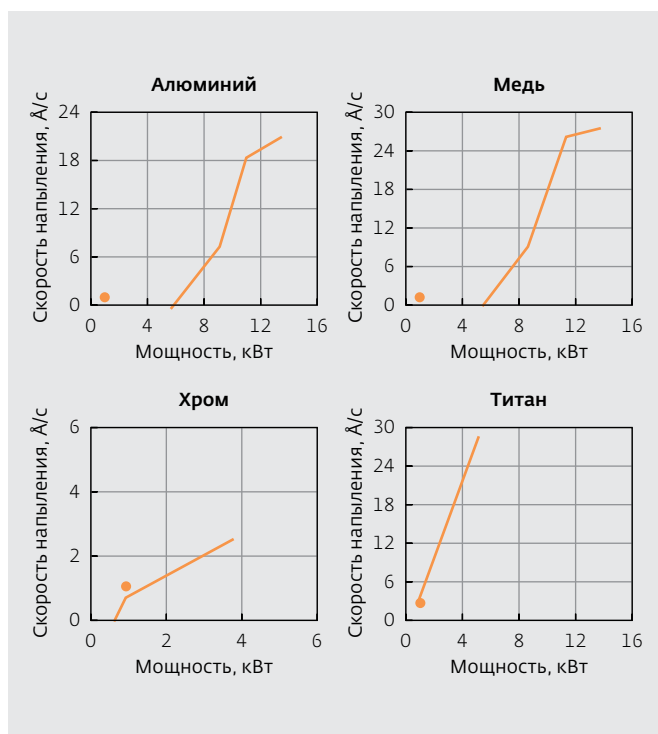 Алюминий
Скорость напыления, Å/с
24
18
12
6
0
0 4 8 12 16
Мощность, кВт
Медь
Скорость напыления, Å/с
30
24
18
12
6
0
0 4 8 12 16
Мощность, кВт
Хром
Скорость напыления, Å/с
6
4
2
0
0 2 4 6
Мощность, кВт
Титан
Скорость напыления, Å/с
30
24
18
12
6
0
0 4 8 12 16
Мощность, кВт